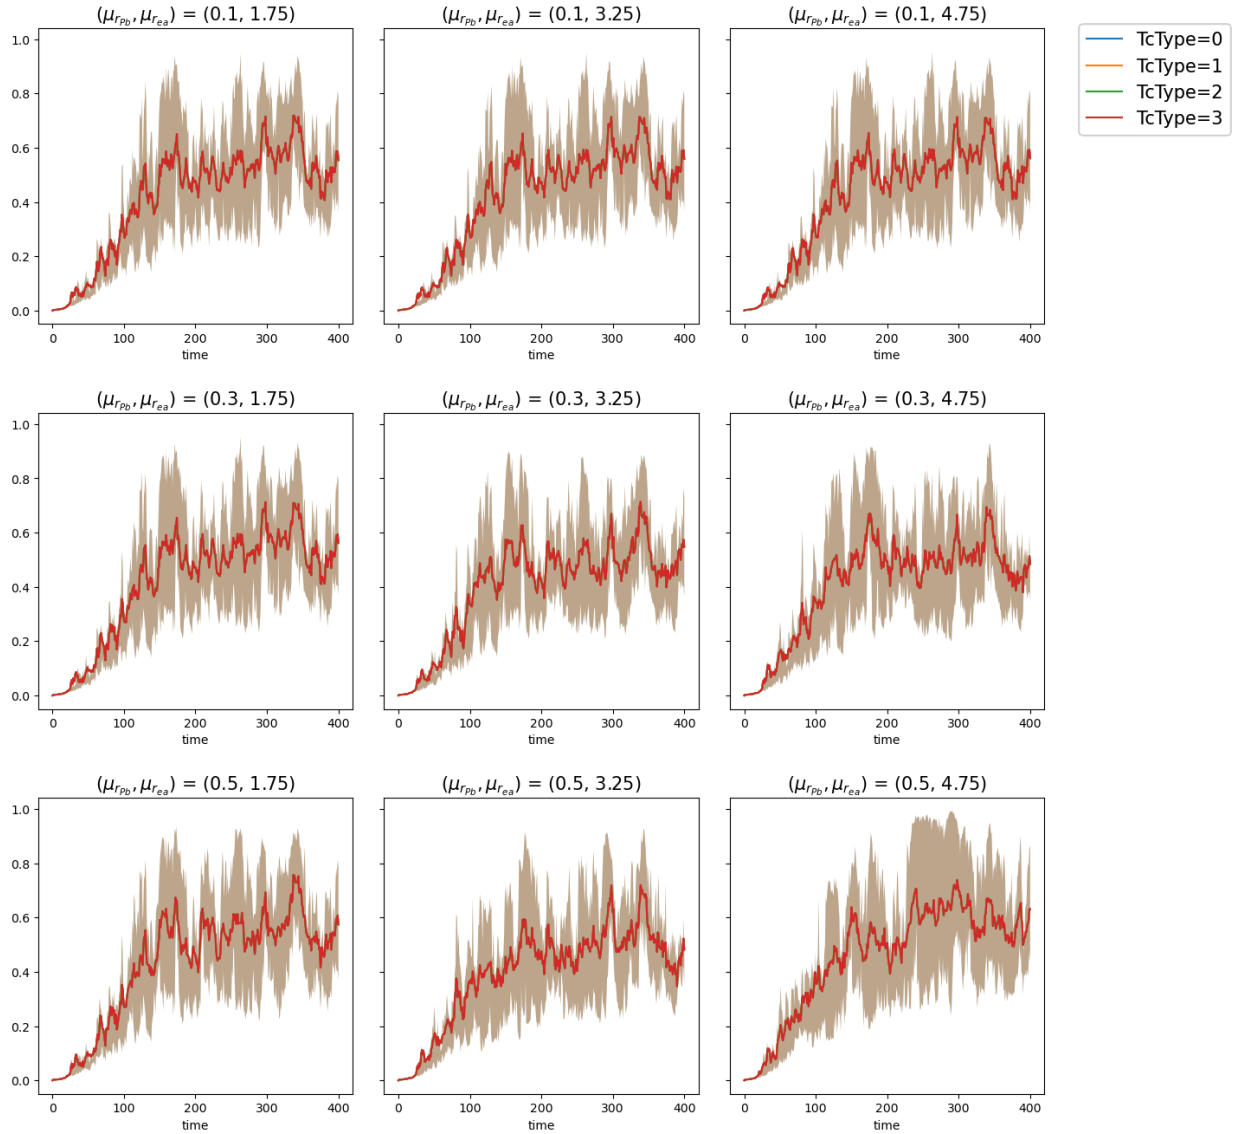 (μ_{r_{Pb}}, μ_{r_{ea}}) = (0.1, 1.75)
(μ_{r_{Pb}}, μ_{r_{ea}}) = (0.1, 3.25)
(μ_{r_{Pb}}, μ_{r_{ea}}) = (0.1, 4.75)
TcType=0
TcType=1
TcType=2
TcType=3
1.0
0.8
0.6
0.4
0.2
0.0
0 100 200 300 400
time
0 100 200 300 400
time
0 100 200 300 400
time
(μ_{r_{Pb}}, μ_{r_{ea}}) = (0.3, 1.75)
(μ_{r_{Pb}}, μ_{r_{ea}}) = (0.3, 3.25)
(μ_{r_{Pb}}, μ_{r_{ea}}) = (0.3, 4.75)
1.0
0.8
0.6
0.4
0.2
0.0
0 100 200 300 400
time
0 100 200 300 400
time
0 100 200 300 400
time
(μ_{r_{Pb}}, μ_{r_{ea}}) = (0.5, 1.75)
(μ_{r_{Pb}}, μ_{r_{ea}}) = (0.5, 3.25)
(μ_{r_{Pb}}, μ_{r_{ea}}) = (0.5, 4.75)
1.0
0.8
0.6
0.4
0.2
0.0
0 100 200 300 400
time
0 100 200 300 400
time
0 100 200 300 400
time